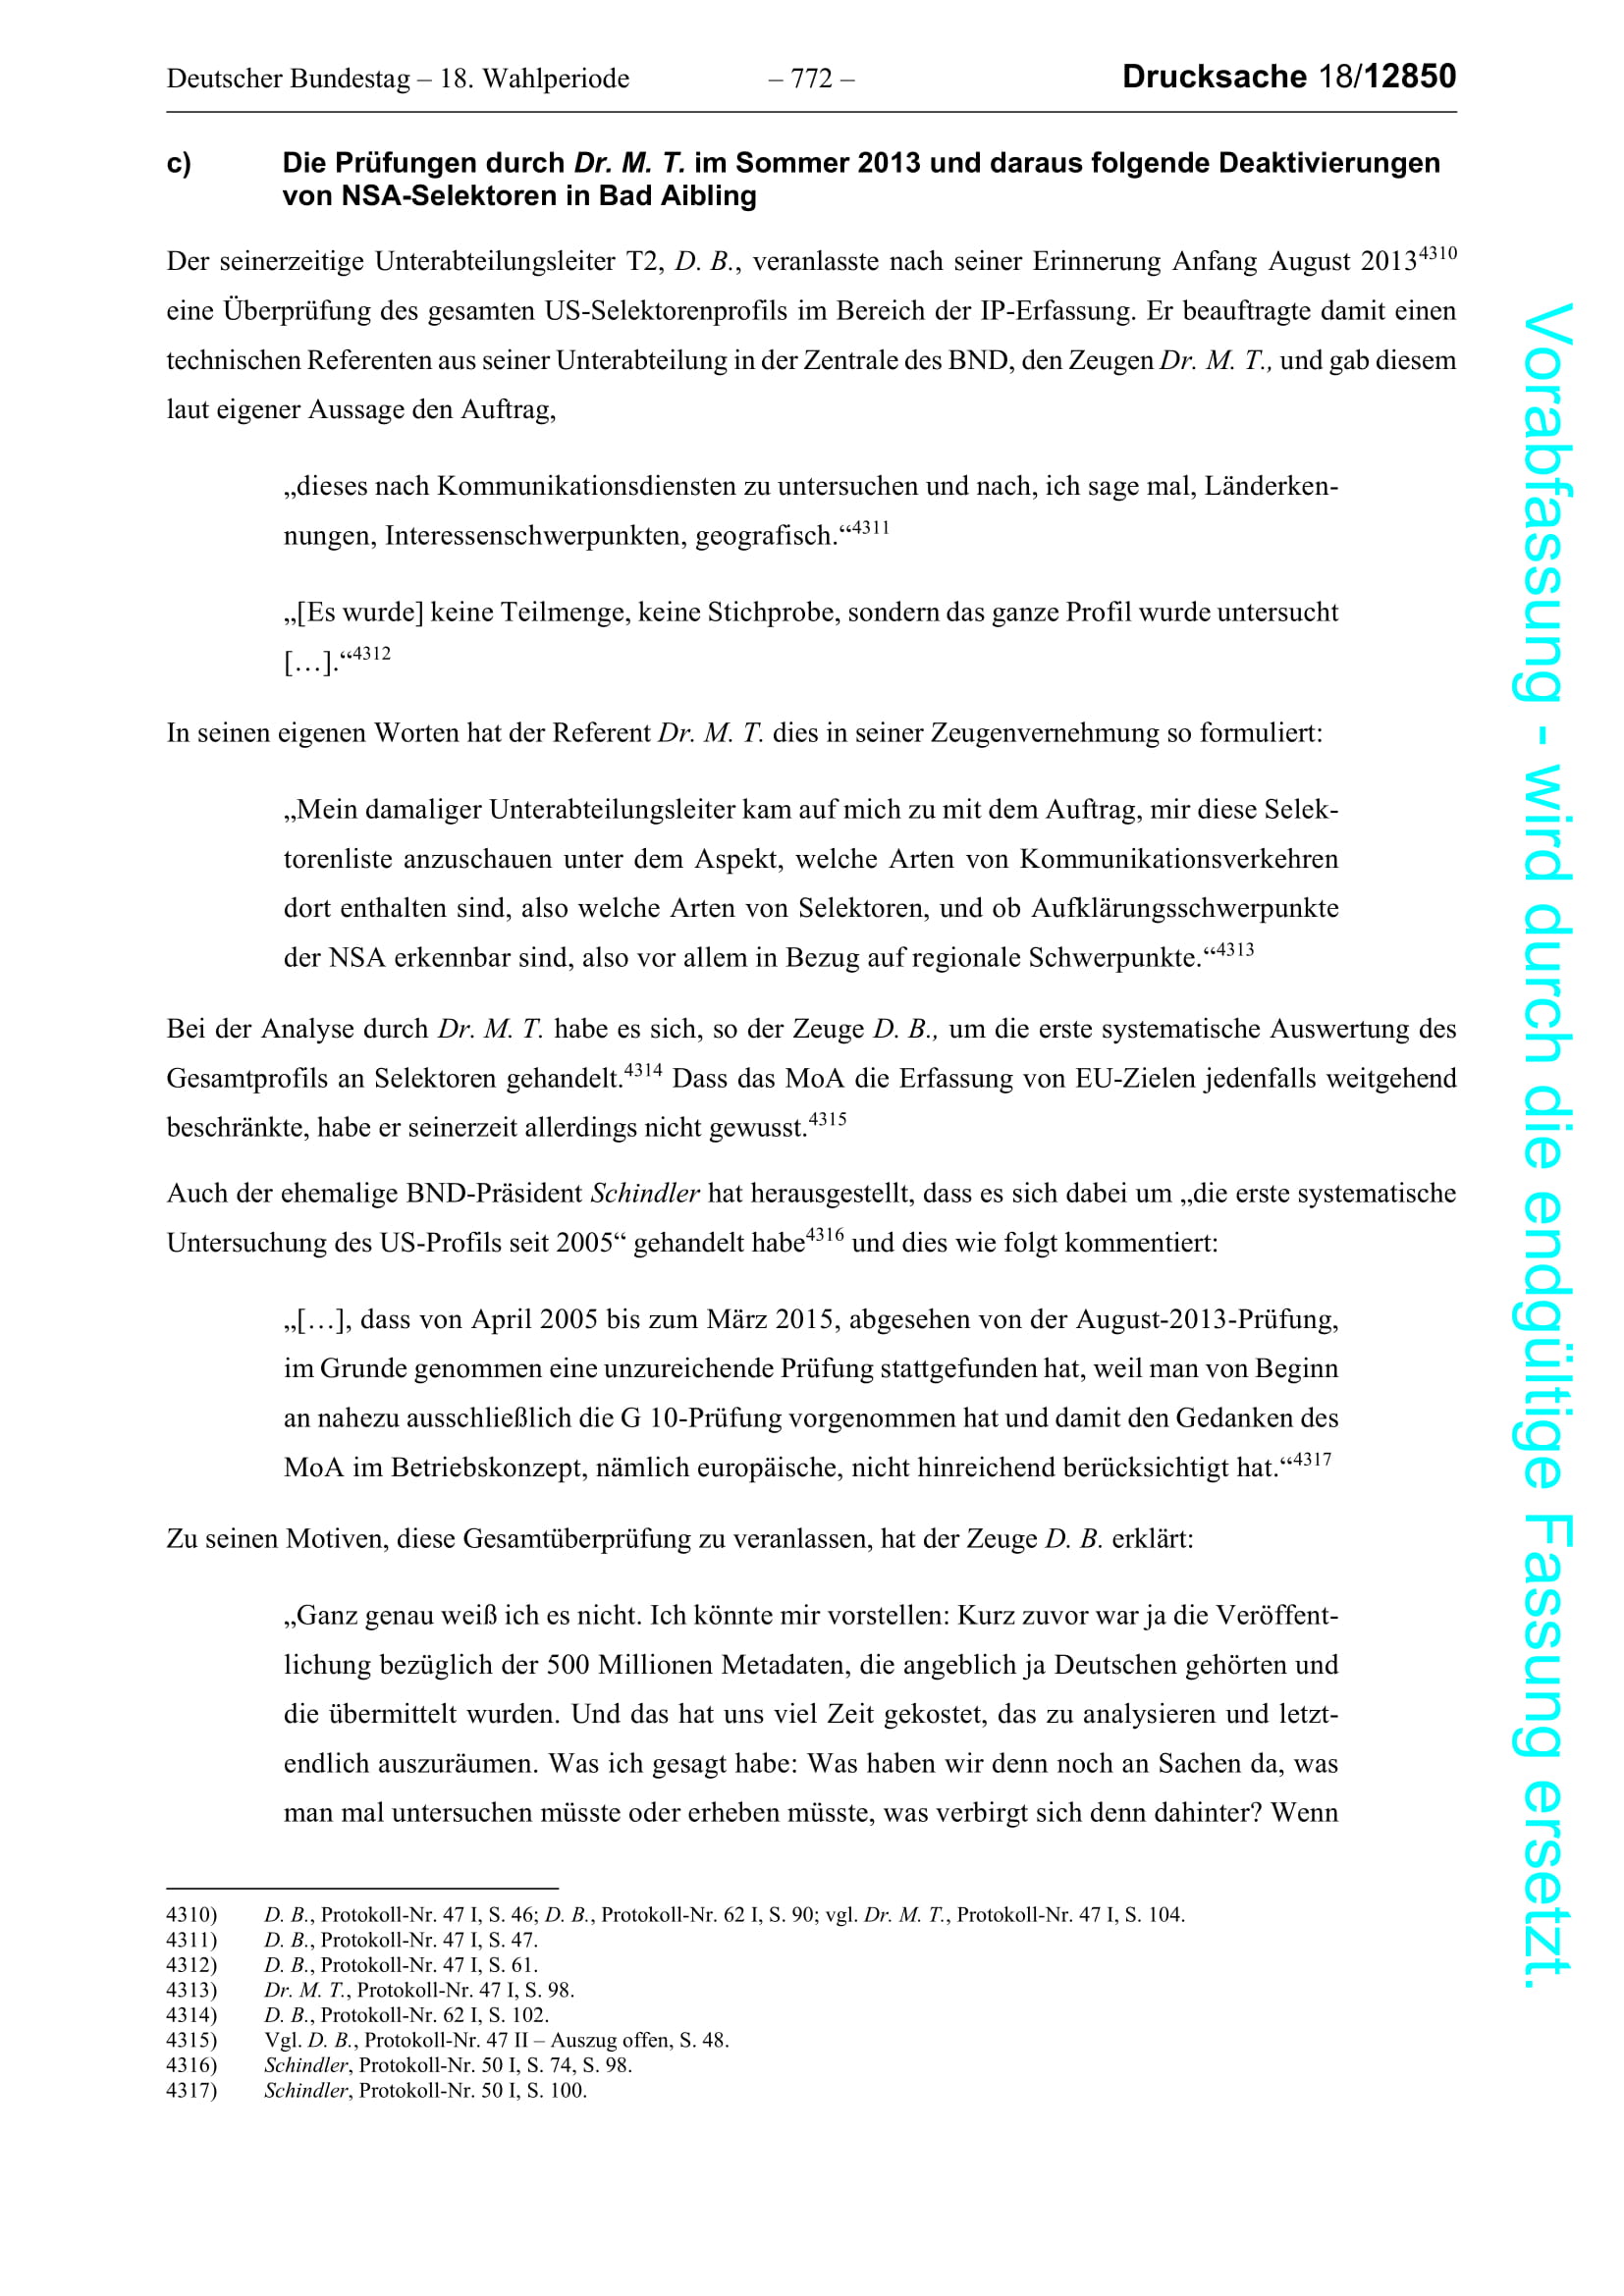 Deutscher Bundestag – 18. Wahlperiode – 772 – Drucksache 18/12850
c) Die Prüfungen durch Dr. M. T. im Sommer 2013 und daraus folgende Deaktivierungen
von NSA-Selektoren in Bad Aibling
Der seinerzeitige Unterabteilungsleiter T2, D. B., veranlasste nach seiner Erinnerung Anfang August 2013⁴³¹⁰
eine Überprüfung des gesamten US-Selektorenprofils im Bereich der IP-Erfassung. Er beauftragte damit einen
technischen Referenten aus seiner Unterabteilung in der Zentrale des BND, den Zeugen Dr. M. T., und gab diesem
laut eigener Aussage den Auftrag,
„dieses nach Kommunikationsdiensten zu untersuchen und nach, ich sage mal, Länderken-
nungen, Interessenschwerpunkten, geografisch.“⁴³¹¹
„[Es wurde] keine Teilmenge, keine Stichprobe, sondern das ganze Profil wurde untersucht
[…].“⁴³¹²
In seinen eigenen Worten hat der Referent Dr. M. T. dies in seiner Zeugenvernehmung so formuliert:
„Mein damaliger Unterabteilungsleiter kam auf mich zu mit dem Auftrag, mir diese Selek-
torenliste anzuschauen unter dem Aspekt, welche Arten von Kommunikationsverkehren
dort enthalten sind, also welche Arten von Selektoren, und ob Aufklärungsschwerpunkte
der NSA erkennbar sind, also vor allem in Bezug auf regionale Schwerpunkte.“⁴³¹³
Bei der Analyse durch Dr. M. T. habe es sich, so der Zeuge D. B., um die erste systematische Auswertung des
Gesamtprofils an Selektoren gehandelt.⁴³¹⁴ Dass das MoA die Erfassung von EU-Zielen jedenfalls weitgehend
beschränkte, habe er seinerzeit allerdings nicht gewusst.⁴³¹⁵
Auch der ehemalige BND-Präsident Schindler hat herausgestellt, dass es sich dabei um „die erste systematische
Untersuchung des US-Profils seit 2005“ gehandelt habe⁴³¹⁶ und dies wie folgt kommentiert:
„[…], dass von April 2005 bis zum März 2015, abgesehen von der August-2013-Prüfung,
im Grunde genommen eine unzureichende Prüfung stattgefunden hat, weil man von Beginn
an nahezu ausschließlich die G 10-Prüfung vorgenommen hat und damit den Gedanken des
MoA im Betriebskonzept, nämlich europäische, nicht hinreichend berücksichtigt hat.“⁴³¹⁷
Zu seinen Motiven, diese Gesamtüberprüfung zu veranlassen, hat der Zeuge D. B. erklärt:
„Ganz genau weiß ich es nicht. Ich könnte mir vorstellen: Kurz zuvor war ja die Veröffent-
lichung bezüglich der 500 Millionen Metadaten, die angeblich ja Deutschen gehörten und
die übermittelt wurden. Und das hat uns viel Zeit gekostet, das zu analysieren und letzt-
endlich auszuräumen. Was ich gesagt habe: Was haben wir denn noch an Sachen da, was
man mal untersuchen müsste oder erheben müsste, was verbirgt sich denn dahinter? Wenn
4310) D. B., Protokoll-Nr. 47 I, S. 46; D. B., Protokoll-Nr. 62 I, S. 90; vgl. Dr. M. T., Protokoll-Nr. 47 I, S. 104.
4311) D. B., Protokoll-Nr. 47 I, S. 47.
4312) D. B., Protokoll-Nr. 47 I, S. 61.
4313) Dr. M. T., Protokoll-Nr. 47 I, S. 98.
4314) D. B., Protokoll-Nr. 62 I, S. 102.
4315) Vgl. D. B., Protokoll-Nr. 47 II – Auszug offen, S. 48.
4316) Schindler, Protokoll-Nr. 50 I, S. 74, S. 98.
4317) Schindler, Protokoll-Nr. 50 I, S. 100.
Vorabfassung - wird durch die endgültige Fassung ersetzt.